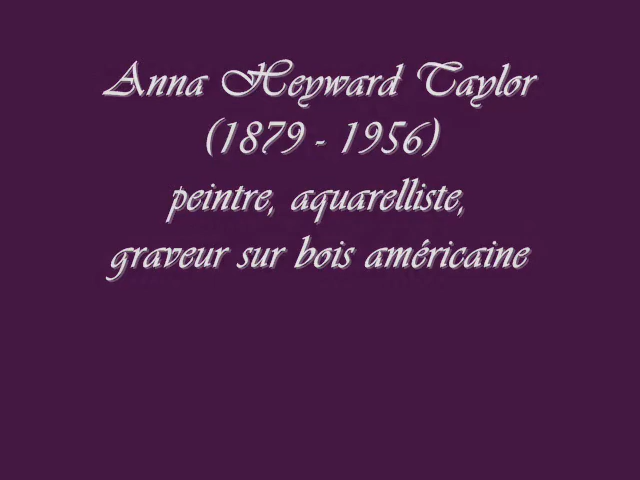 Anna Heyward Taylor
(1879 - 1956)
peintre, aquarelliste,
graveur sur bois américaine